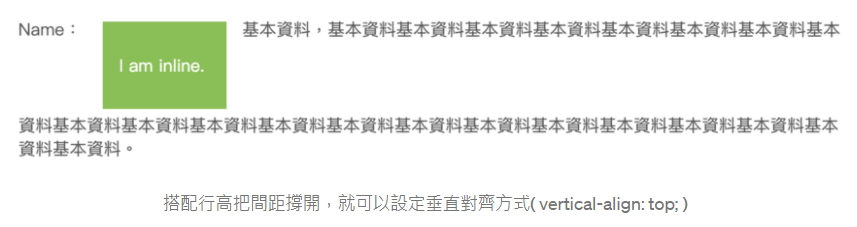 Name： 基本資料，基本資料基本資料基本資料基本資料基本資料基本資料基本資料基本
I am inline.
資料基本資料基本資料基本資料基本資料基本資料基本資料基本資料基本資料基本資料基本資料基本資料基本
資料基本資料。
搭配行高把間距撐開，就可以設定垂直對齊方式( vertical-align: top; )